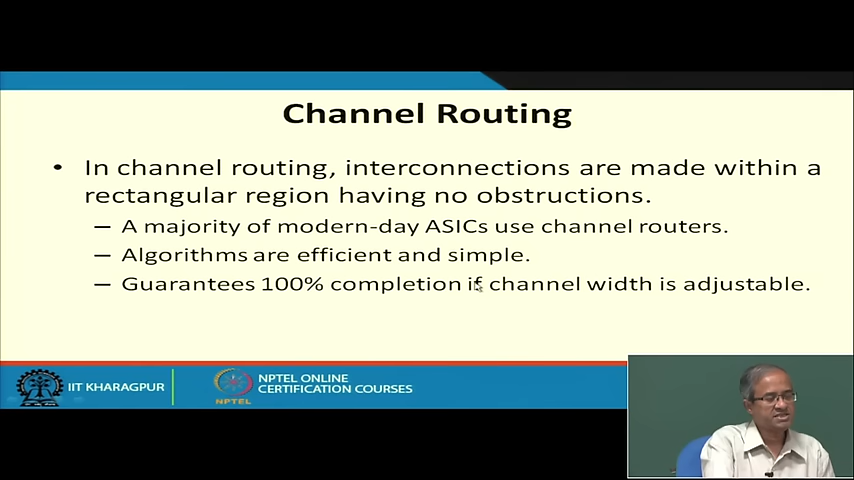 Channel Routing
• In channel routing, interconnections are made within a
rectangular region having no obstructions.
– A majority of modern-day ASICs use channel routers.
– Algorithms are efficient and simple.
– Guarantees 100% completion if channel width is adjustable.
IIT KHARAGPUR
NPTEL ONLINE
CERTIFICATION COURSES
NPTEL